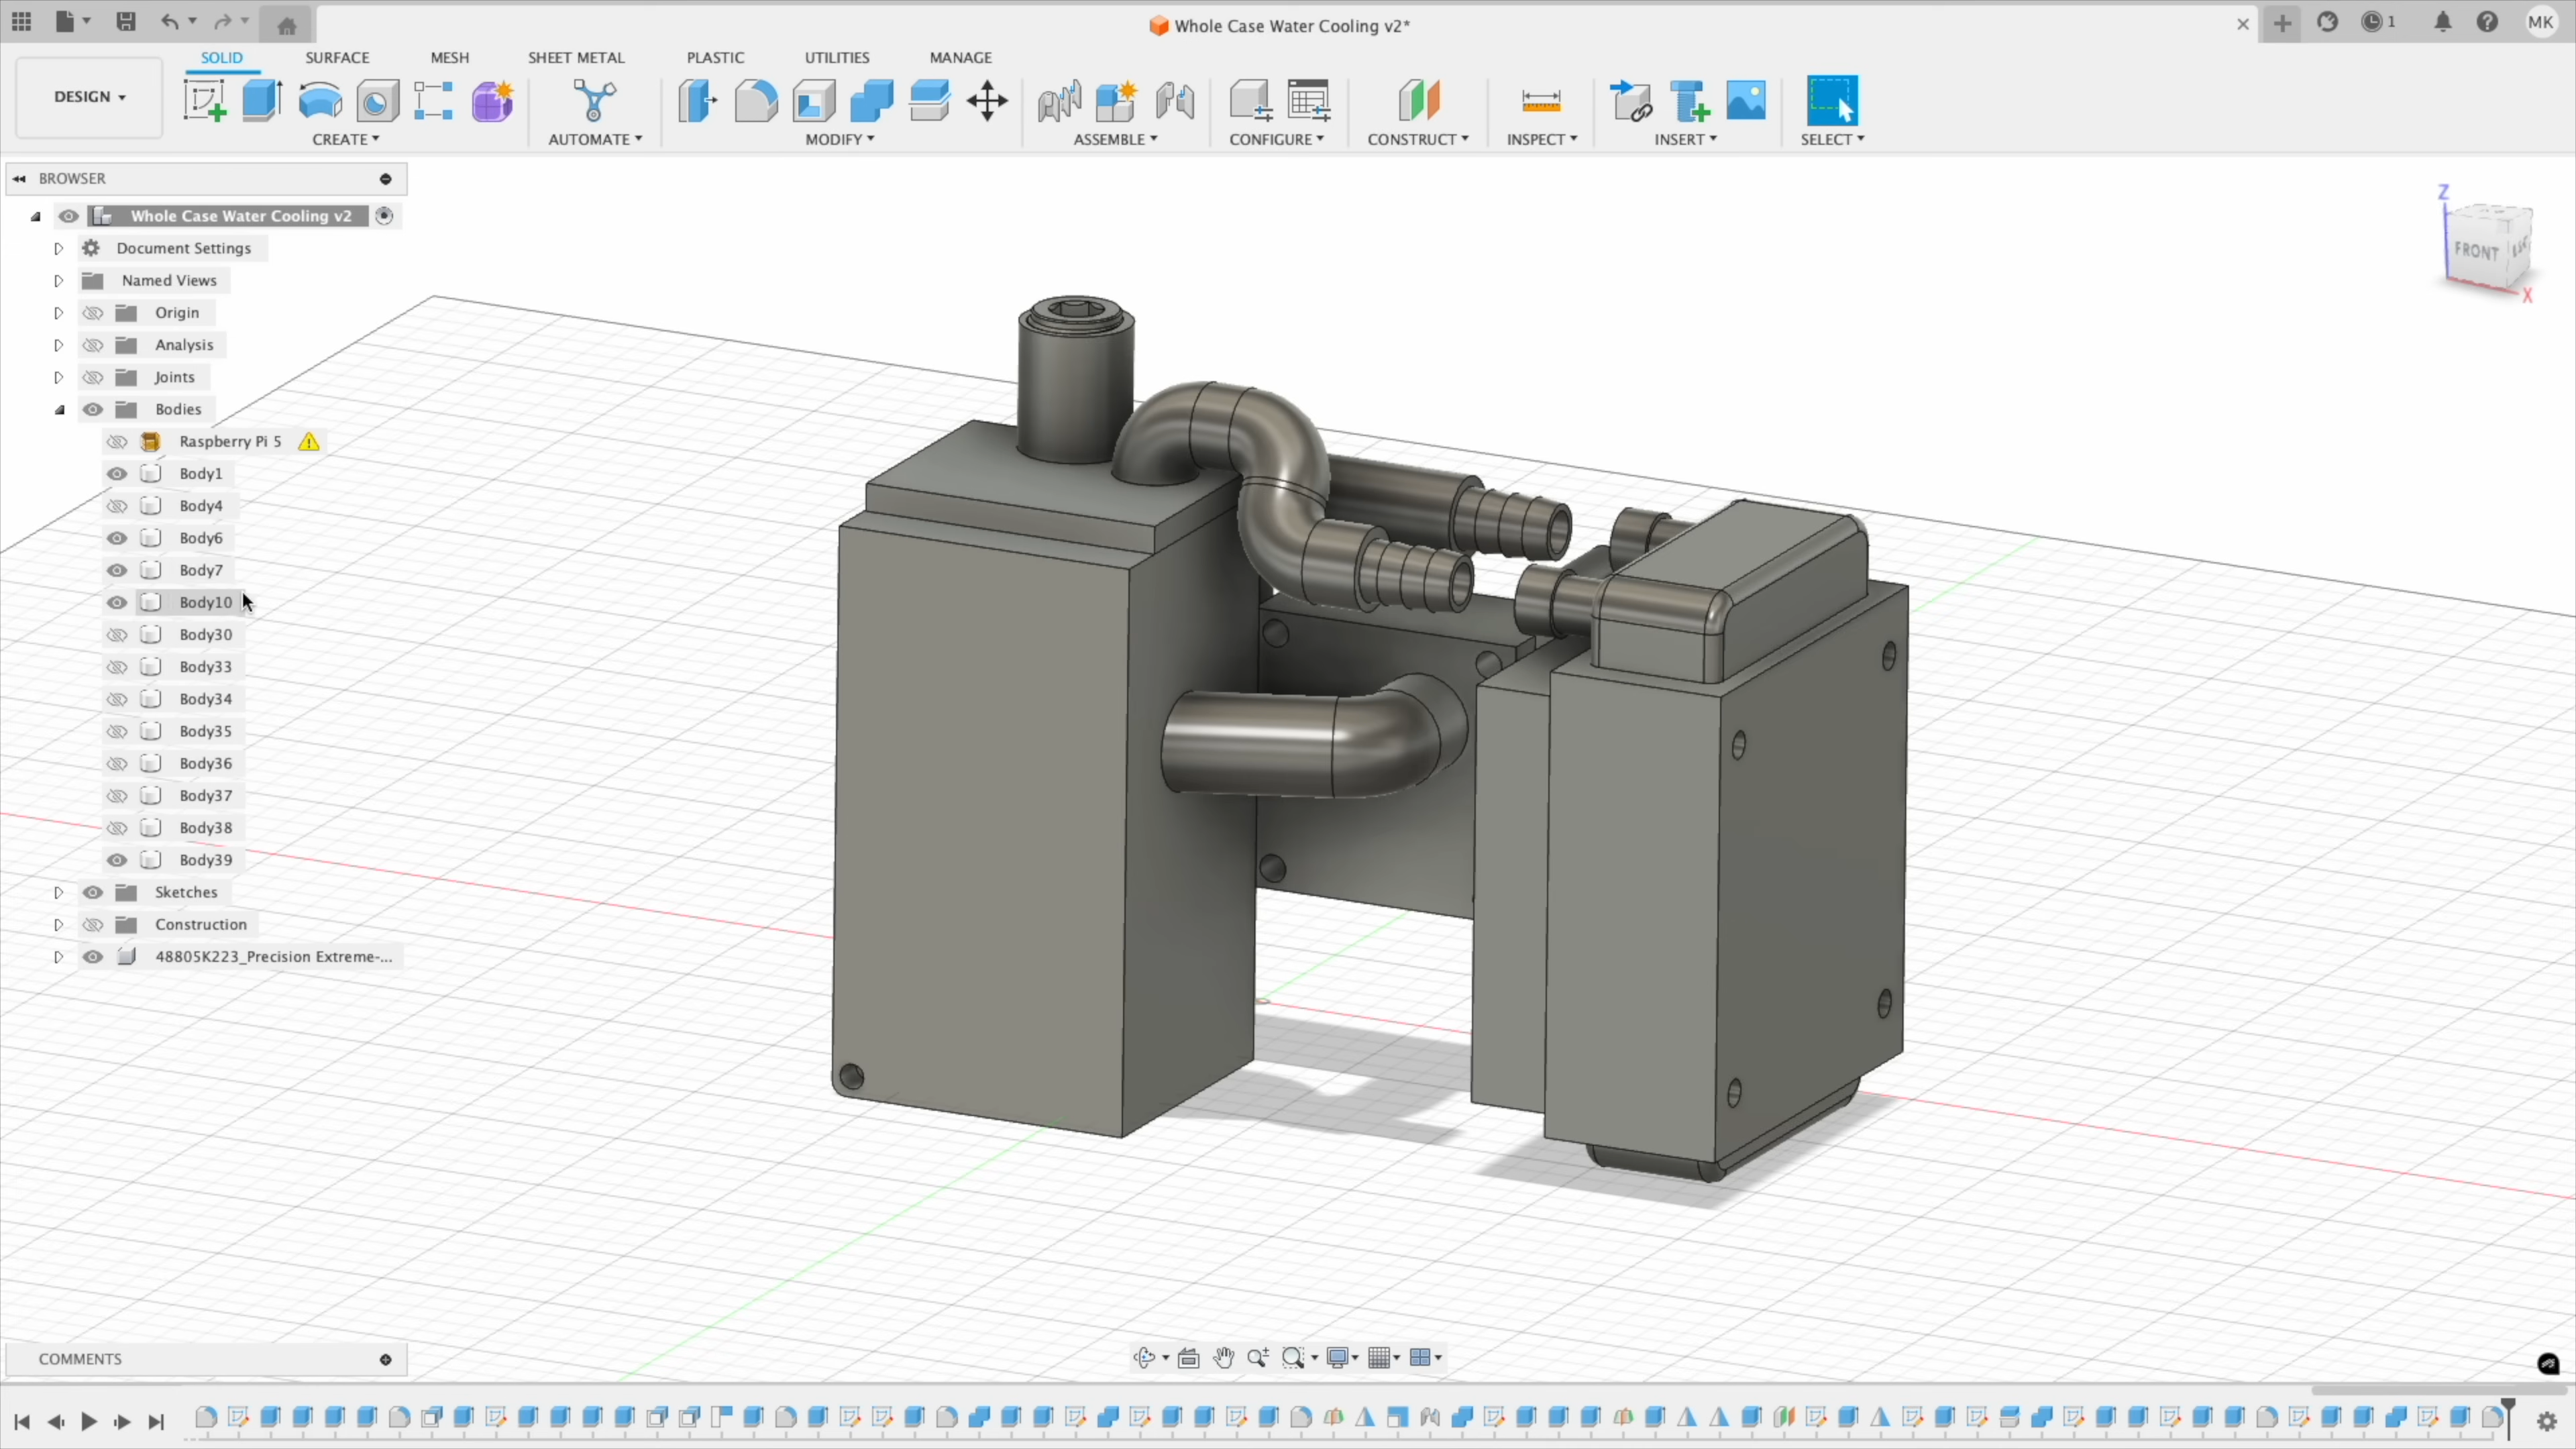 Whole Case Water Cooling v2*
1
MK
DESIGN
SOLID
SURFACE
MESH
SHEET METAL
PLASTIC
UTILITIES
MANAGE
CREATE
AUTOMATE
MODIFY
ASSEMBLE
CONFIGURE
CONSTRUCT
INSPECT
INSERT
SELECT
BROWSER
Whole Case Water Cooling v2
Document Settings
Named Views
Origin
Analysis
Joints
Bodies
Raspberry Pi 5
Body1
Body4
Body6
Body7
Body10
Body30
Body33
Body34
Body35
Body36
Body37
Body38
Body39
Sketches
Construction
48805K223_Precision Extreme-...
Z
FRONT
X
COMMENTS